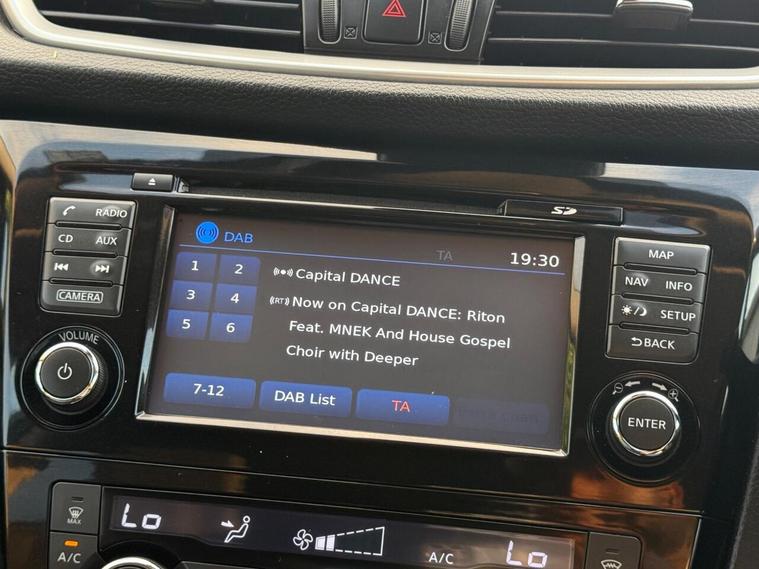 RADIO
CD AUX
CAMERA
VOLUME
SD
DAB
TA
19:30
1 2
3 4
5 6
Capital DANCE
(RT) Now on Capital DANCE: Riton
Feat. MNEK And House Gospel
Choir with Deeper
7-12
DAB List
TA
MAP
NAV INFO
SETUP
BACK
ENTER
MAX
A/C
Lo
A/C
Lo